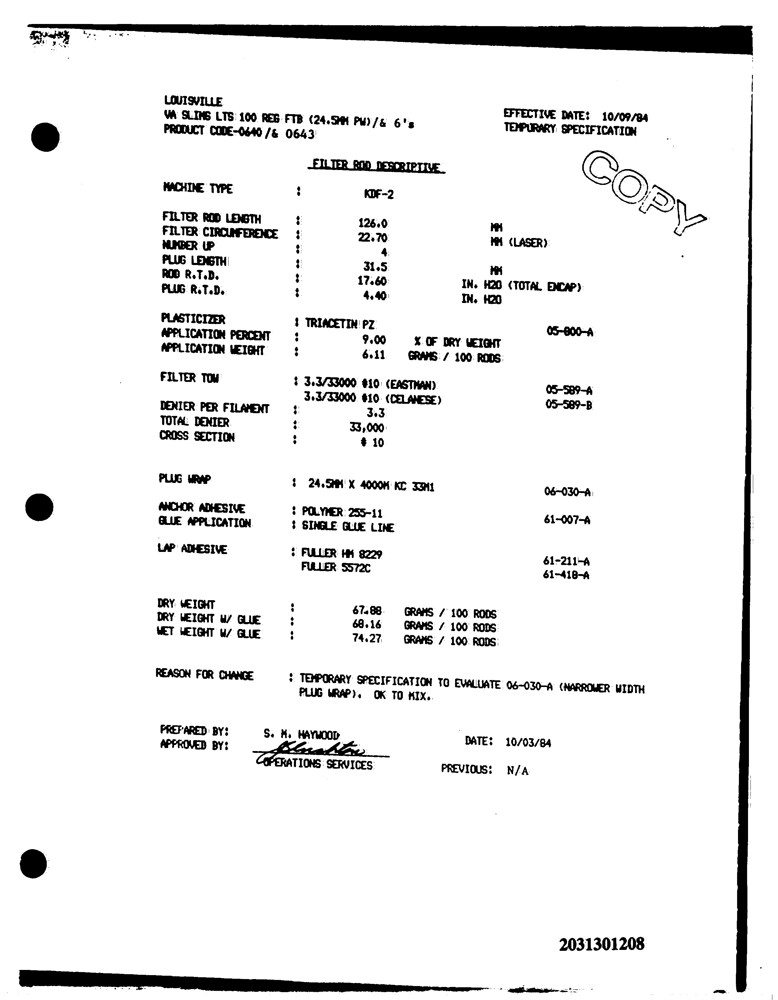 LOUISVILLE
VA SLIMS LTS 100 REG FTB (24.5MM PW)/& 6's
PRODUCT CODE-0640 /& 0643
EFFECTIVE DATE: 10/09/84
TEMPORARY SPECIFICATION
COPY
FILTER ROD DESCRIPTIVE
MACHINE TYPE : KDF-2
FILTER ROD LENGTH : 126.0 MM
FILTER CIRCUMFERENCE : 22.70 MM (LASER)
NUMBER UP : 4
PLUG LENGTH : 31.5 MM
ROD R.T.D. : 17.60 IN. H2O (TOTAL ENCAP)
PLUG R.T.D. : 4.40 IN. H2O
PLASTICIZER : TRIACETIN PZ 05-800-A
APPLICATION PERCENT : 9.00 % OF DRY WEIGHT
APPLICATION WEIGHT : 6.11 GRAMS / 100 RODS
FILTER TOW : 3.3/33000 #10 (EASTMAN) 05-589-A
3.3/33000 #10 (CELANESE) 05-589-B
DENIER PER FILAMENT : 3.3
TOTAL DENIER : 33,000
CROSS SECTION : # 10
PLUG WRAP : 24.5MM X 4000M KC 33M1 06-030-A
ANCHOR ADHESIVE : POLYMER 255-11 61-007-A
GLUE APPLICATION : SINGLE GLUE LINE
LAP ADHESIVE : FULLER HM 8229 61-211-A
FULLER 5572C 61-418-A
DRY WEIGHT : 67.88 GRAMS / 100 RODS
DRY WEIGHT W/ GLUE : 68.16 GRAMS / 100 RODS
WET WEIGHT W/ GLUE : 74.27 GRAMS / 100 RODS
REASON FOR CHANGE : TEMPORARY SPECIFICATION TO EVALUATE 06-030-A (NARROWER WIDTH
PLUG WRAP). OK TO MIX.
PREPARED BY: S. M. HAYWOOD DATE: 10/03/84
APPROVED BY:
OPERATIONS SERVICES PREVIOUS: N/A
2031301208